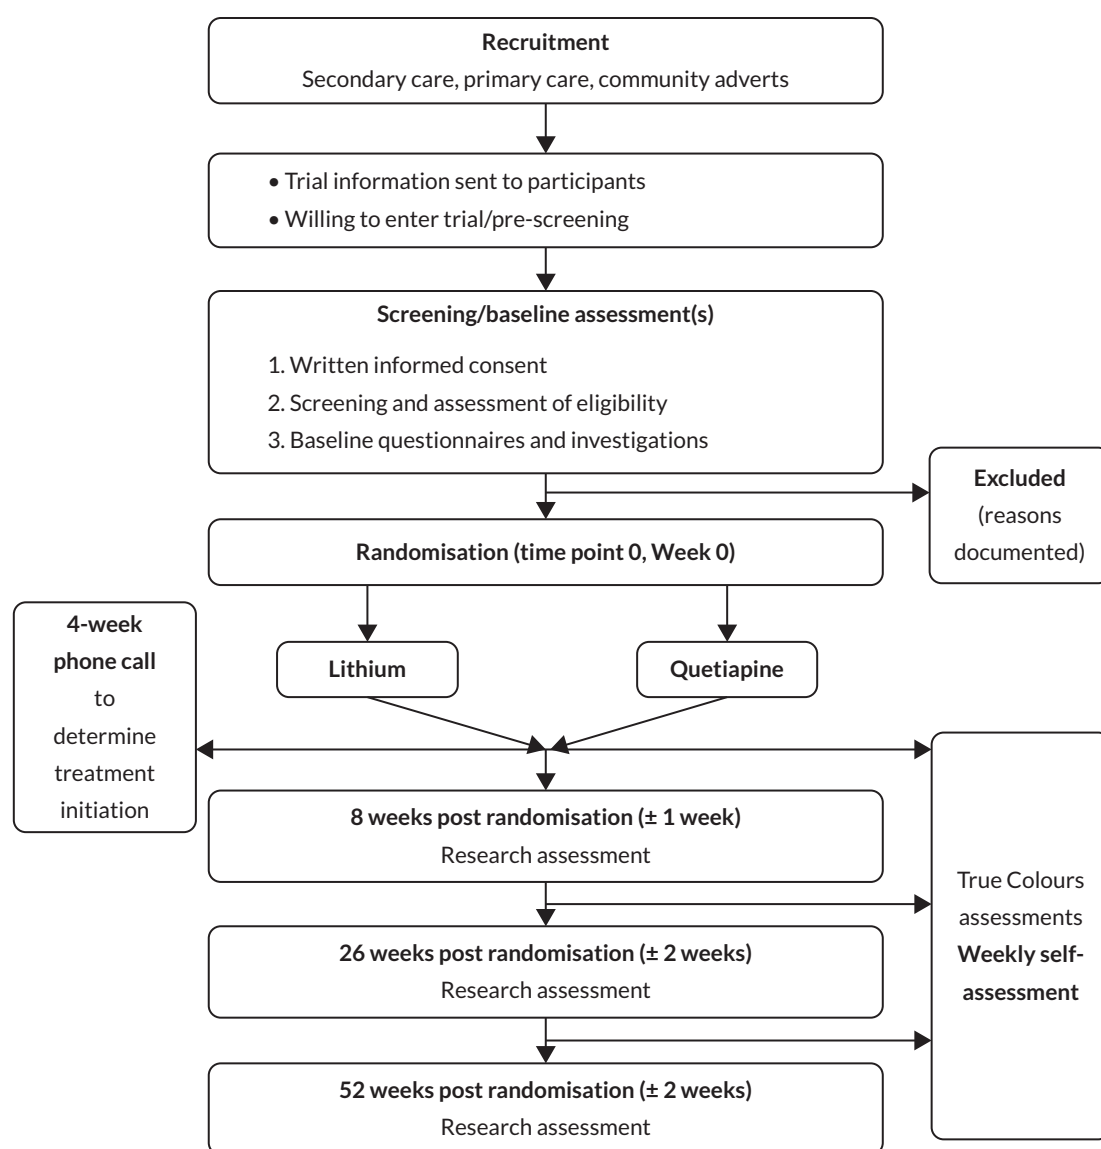 Recruitment
Secondary care, primary care, community adverts
• Trial information sent to participants
• Willing to enter trial/pre-screening
Screening/baseline assessment(s)
1. Written informed consent
2. Screening and assessment of eligibility
3. Baseline questionnaires and investigations
Excluded
(reasons
documented)
Randomisation (time point 0, Week 0)
4-week
phone call
to
determine
treatment
initiation
Lithium
Quetiapine
8 weeks post randomisation (± 1 week)
Research assessment
True Colours
assessments
Weekly self-
assessment
26 weeks post randomisation (± 2 weeks)
Research assessment
52 weeks post randomisation (± 2 weeks)
Research assessment